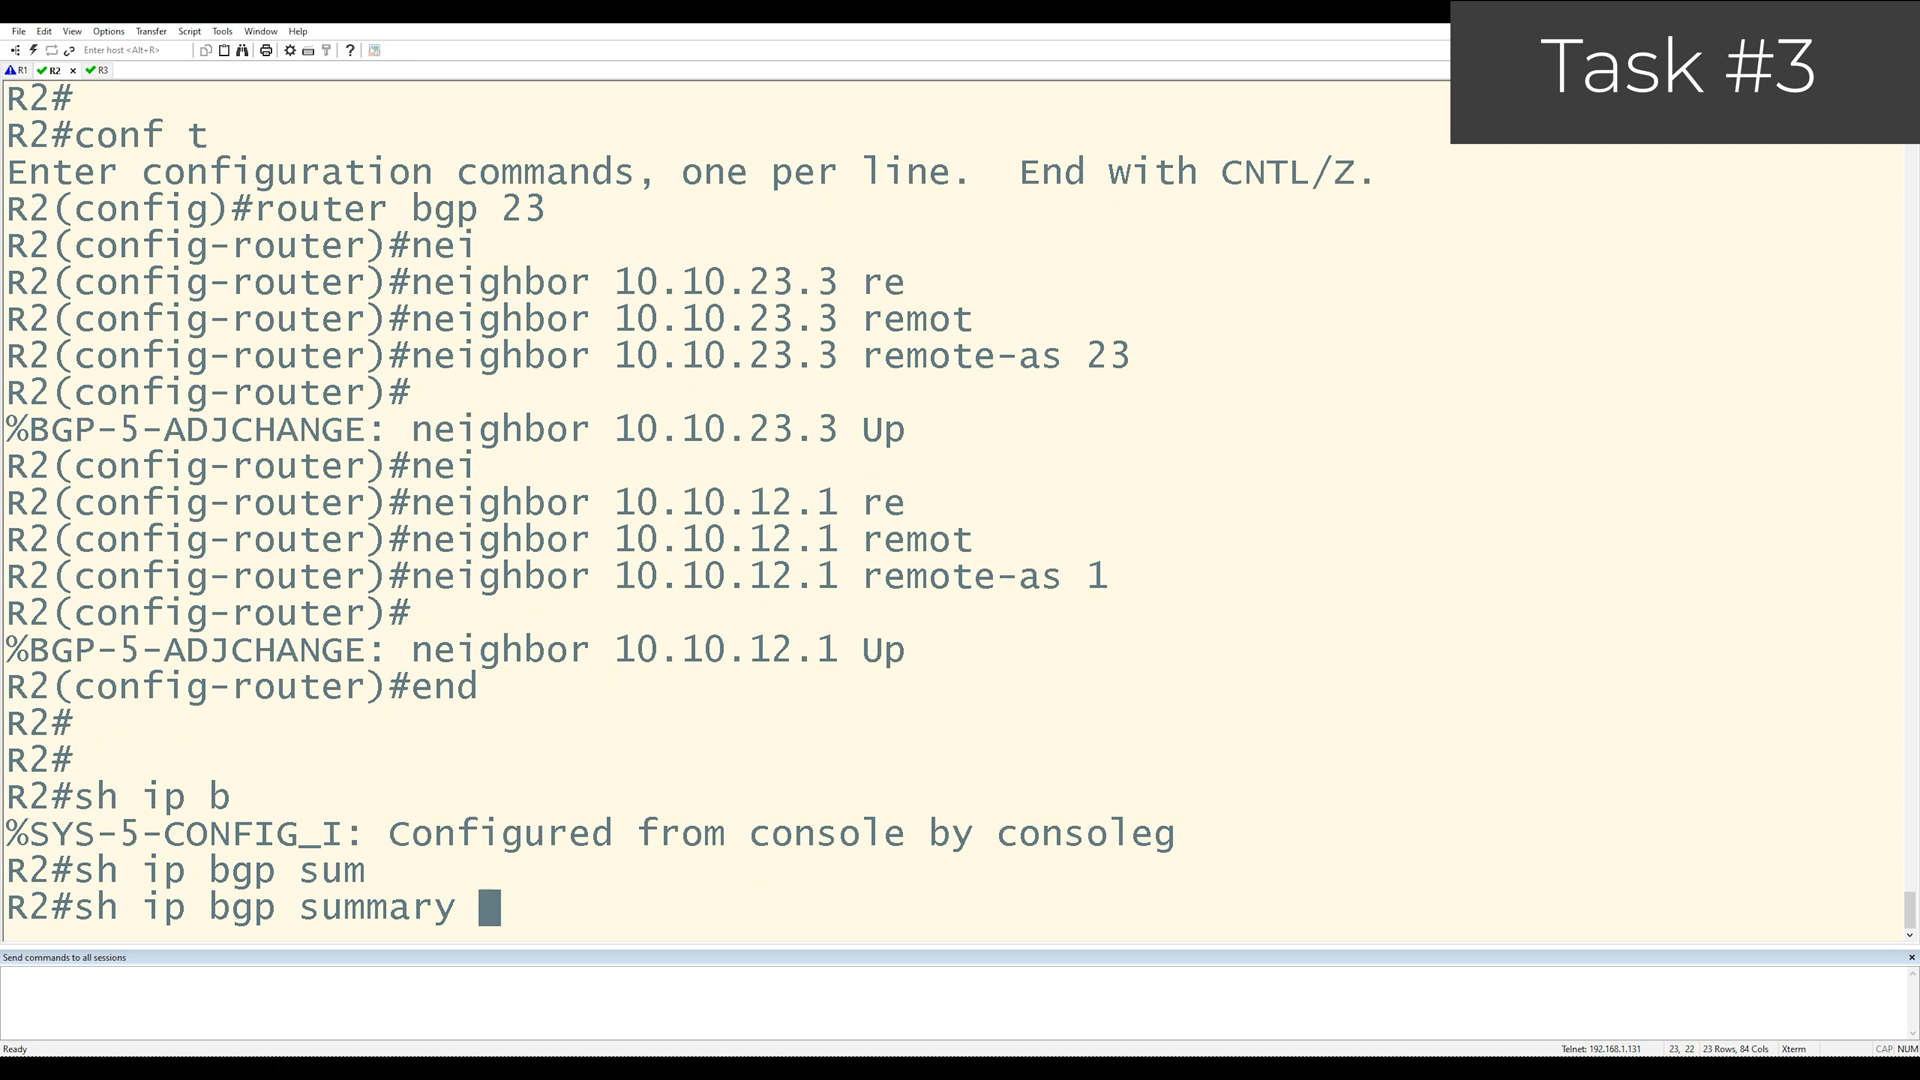 File Edit View Options Transfer Script Tools Window Help
Enter host <Alt+R>
R1 R2 × R3
Task #3
R2#
R2#conf t
Enter configuration commands, one per line.  End with CNTL/Z.
R2(config)#router bgp 23
R2(config-router)#nei
R2(config-router)#neighbor 10.10.23.3 re
R2(config-router)#neighbor 10.10.23.3 remot
R2(config-router)#neighbor 10.10.23.3 remote-as 23
R2(config-router)#
%BGP-5-ADJCHANGE: neighbor 10.10.23.3 Up
R2(config-router)#nei
R2(config-router)#neighbor 10.10.12.1 re
R2(config-router)#neighbor 10.10.12.1 remot
R2(config-router)#neighbor 10.10.12.1 remote-as 1
R2(config-router)#
%BGP-5-ADJCHANGE: neighbor 10.10.12.1 Up
R2(config-router)#end
R2#
R2#
R2#sh ip b
%SYS-5-CONFIG_I: Configured from console by consoleg
R2#sh ip bgp sum
R2#sh ip bgp summary
Send commands to all sessions
Ready Telnet: 192.168.1.131 23, 22 23 Rows, 84 Cols Xterm CAP NUM